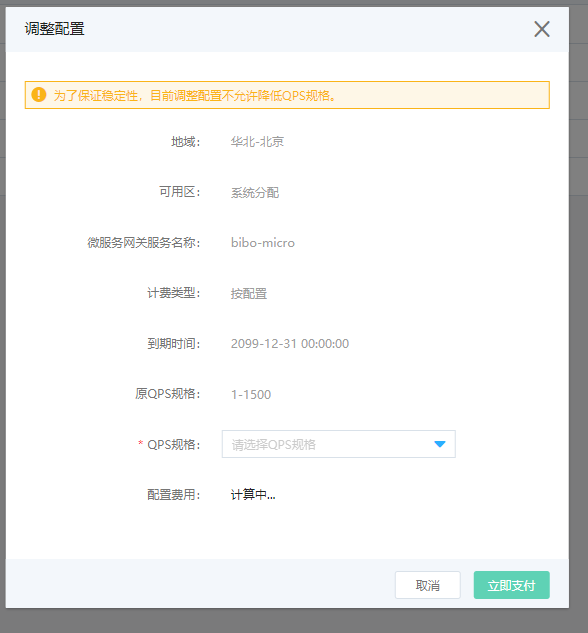 调整配置
为了保证稳定性，目前调整配置不允许降低QPS规格。
地域： 华北-北京
可用区： 系统分配
微服务网关服务名称： bibo-micro
计费类型： 按配置
到期时间： 2099-12-31 00:00:00
原QPS规格： 1-1500
* QPS规格： 请选择QPS规格
配置费用： 计算中...
取消 立即支付